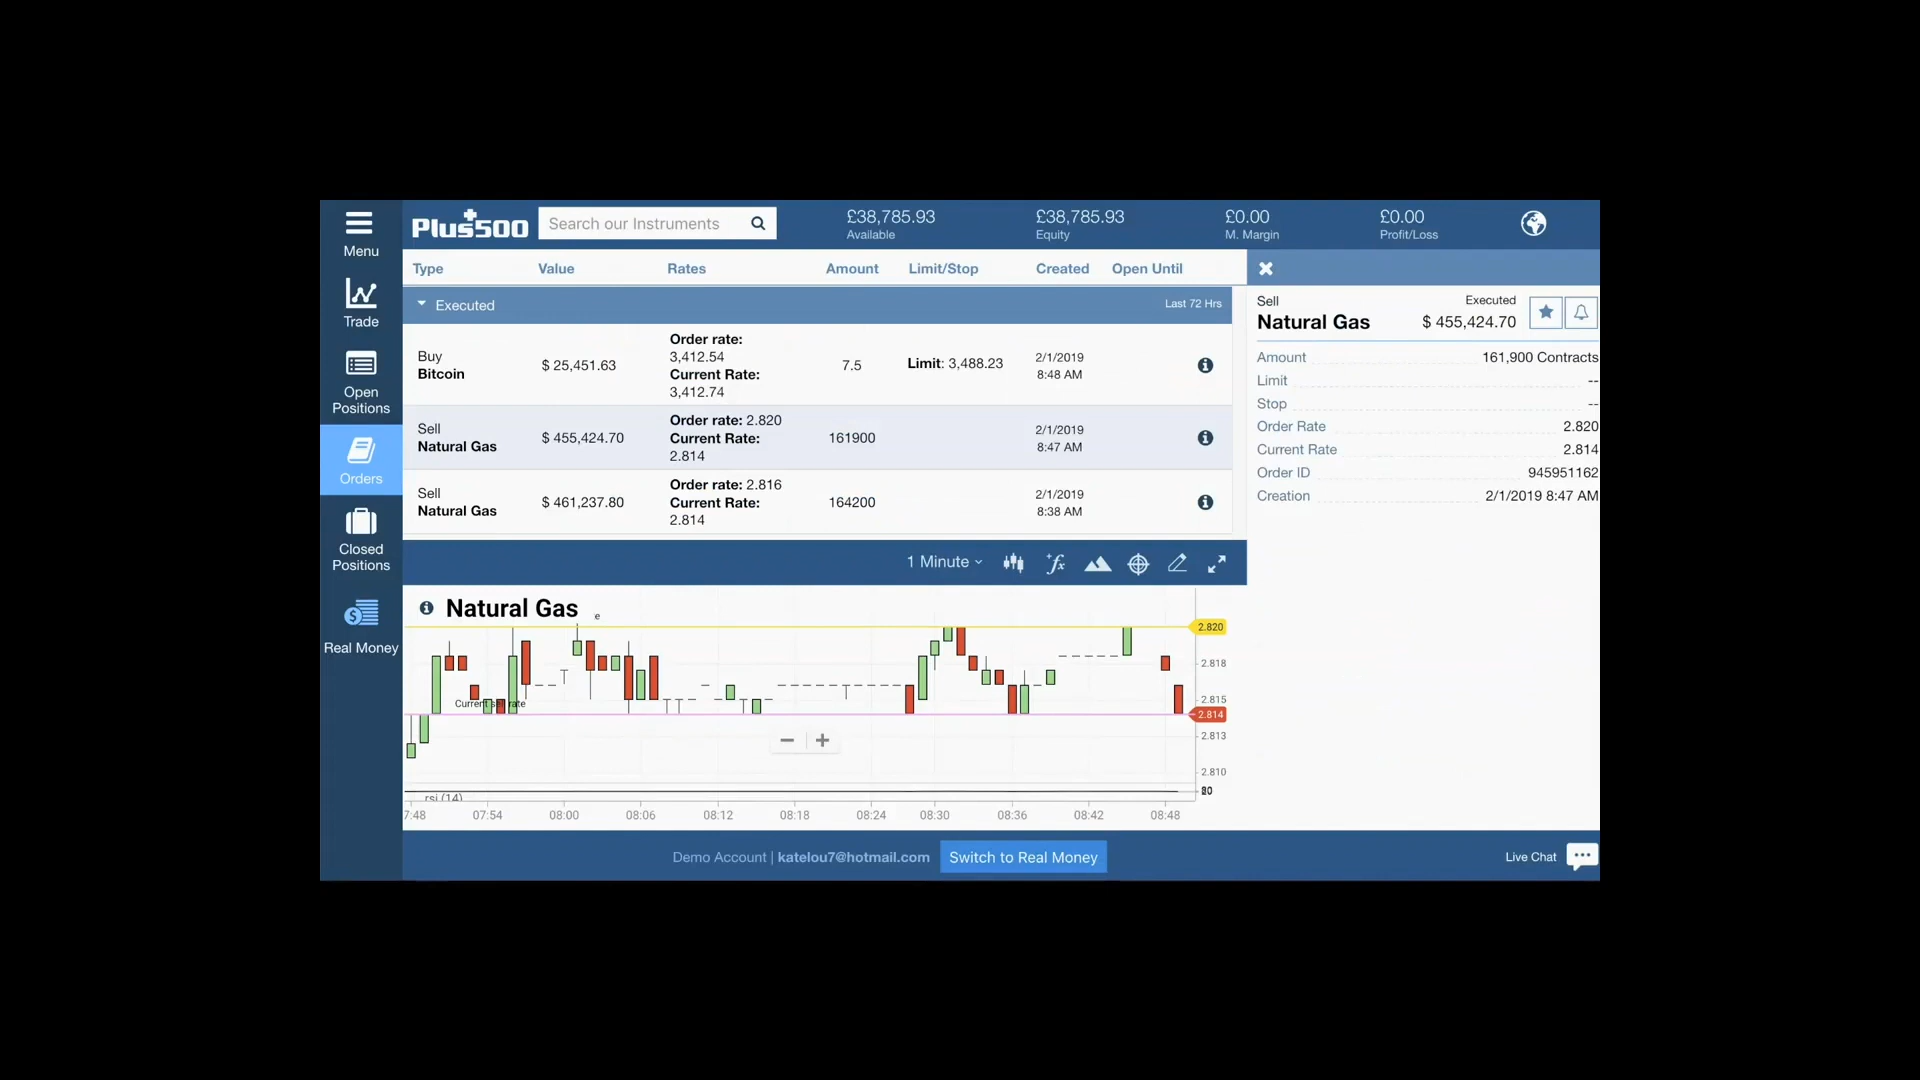 Menu
Trade
Open
Positions
Orders
Closed
Positions
Real Money
Plus500
Search our Instruments
£38,785.93
Available
£38,785.93
Equity
£0.00
M. Margin
£0.00
Profit/Loss
Type Value Rates Amount Limit/Stop Created Open Until
Executed Last 72 Hrs
Buy
Bitcoin
$ 25,451.63
Order rate:
3,412.54
Current Rate:
3,412.74
7.5
Limit: 3,488.23
2/1/2019
8:48 AM
Sell
Natural Gas
$ 455,424.70
Order rate: 2.820
Current Rate:
2.814
161900
2/1/2019
8:47 AM
Sell
Natural Gas
$ 461,237.80
Order rate: 2.816
Current Rate:
2.814
164200
2/1/2019
8:38 AM
Sell
Natural Gas
Executed
$ 455,424.70
Amount 161,900 Contracts
Limit --
Stop --
Order Rate 2.820
Current Rate 2.814
Order ID 945951162
Creation 2/1/2019 8:47 AM
1 Minute
fx
Natural Gas
e
Current sell rate
2.820
2.818
2.815
2.814
2.813
2.810
rsi (14)
7:48 07:54 08:00 08:06 08:12 08:18 08:24 08:30 08:36 08:42 08:48
Demo Account | katelou7@hotmail.com
Switch to Real Money
Live Chat